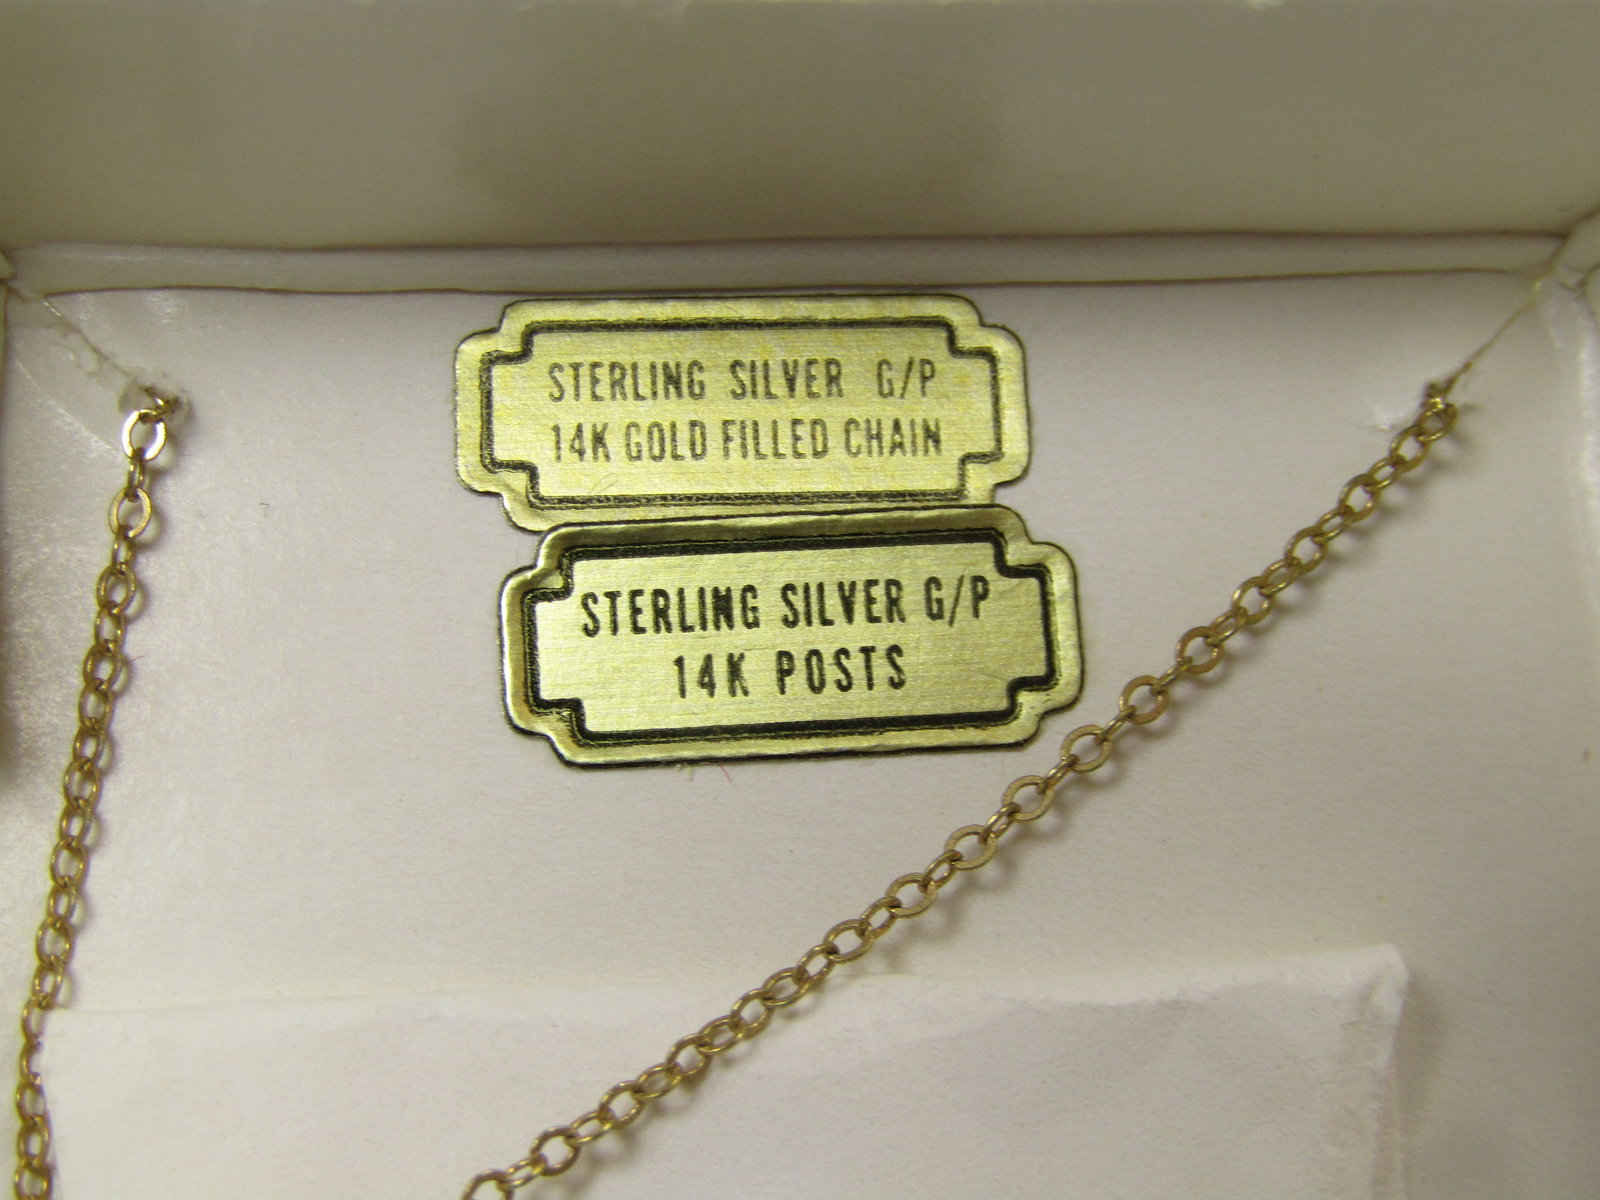 STERLING SILVER G/P
14K GOLD FILLED CHAIN
STERLING SILVER G/P
14K POSTS